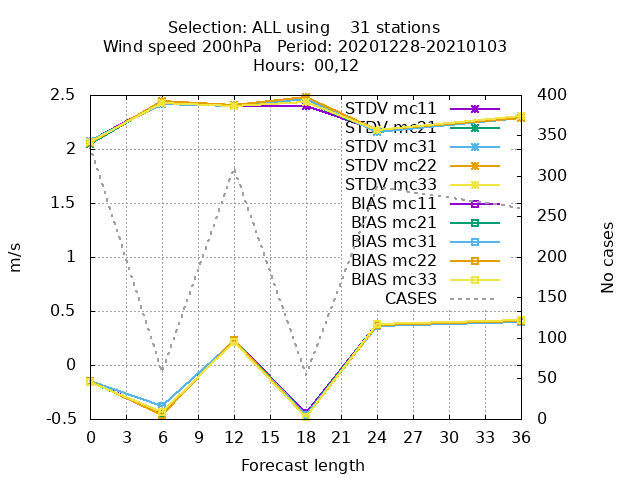 Selection: ALL using    31 stations
Wind speed 200hPa   Period: 20201228-20210103
Hours: 00,12
2.5
2
1.5
1
0.5
0
-0.5
400
350
300
250
200
150
100
50
0
m/s
No cases
STDV mc11
STDV mc21
STDV mc31
STDV mc22
STDV mc33
BIAS mc11
BIAS mc21
BIAS mc31
BIAS mc22
BIAS mc33
CASES
0 3 6 9 12 15 18 21 24 27 30 33 36
Forecast length